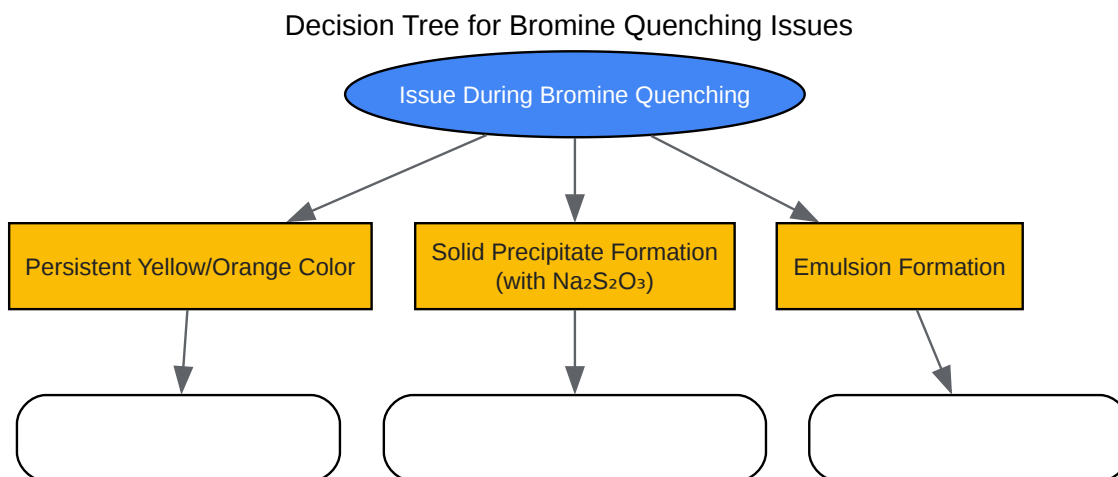 Decision Tree for Bromine Quenching Issues
Issue During Bromine Quenching
Persistent Yellow/Orange Color
Solid Precipitate Formation
(with Na₂S₂O₃)
Emulsion Formation